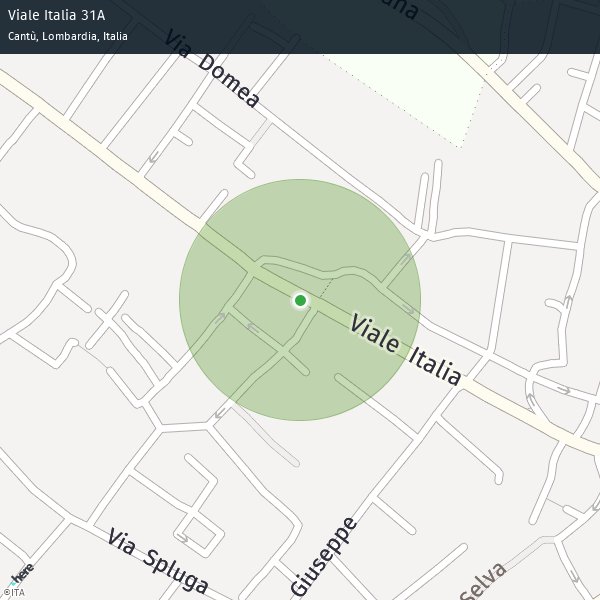 Viale Italia 31A
Cantù, Lombardia, Italia
Via Domea
Viale Italia
Via Spluga
Giuseppe
selva
here
©ITA